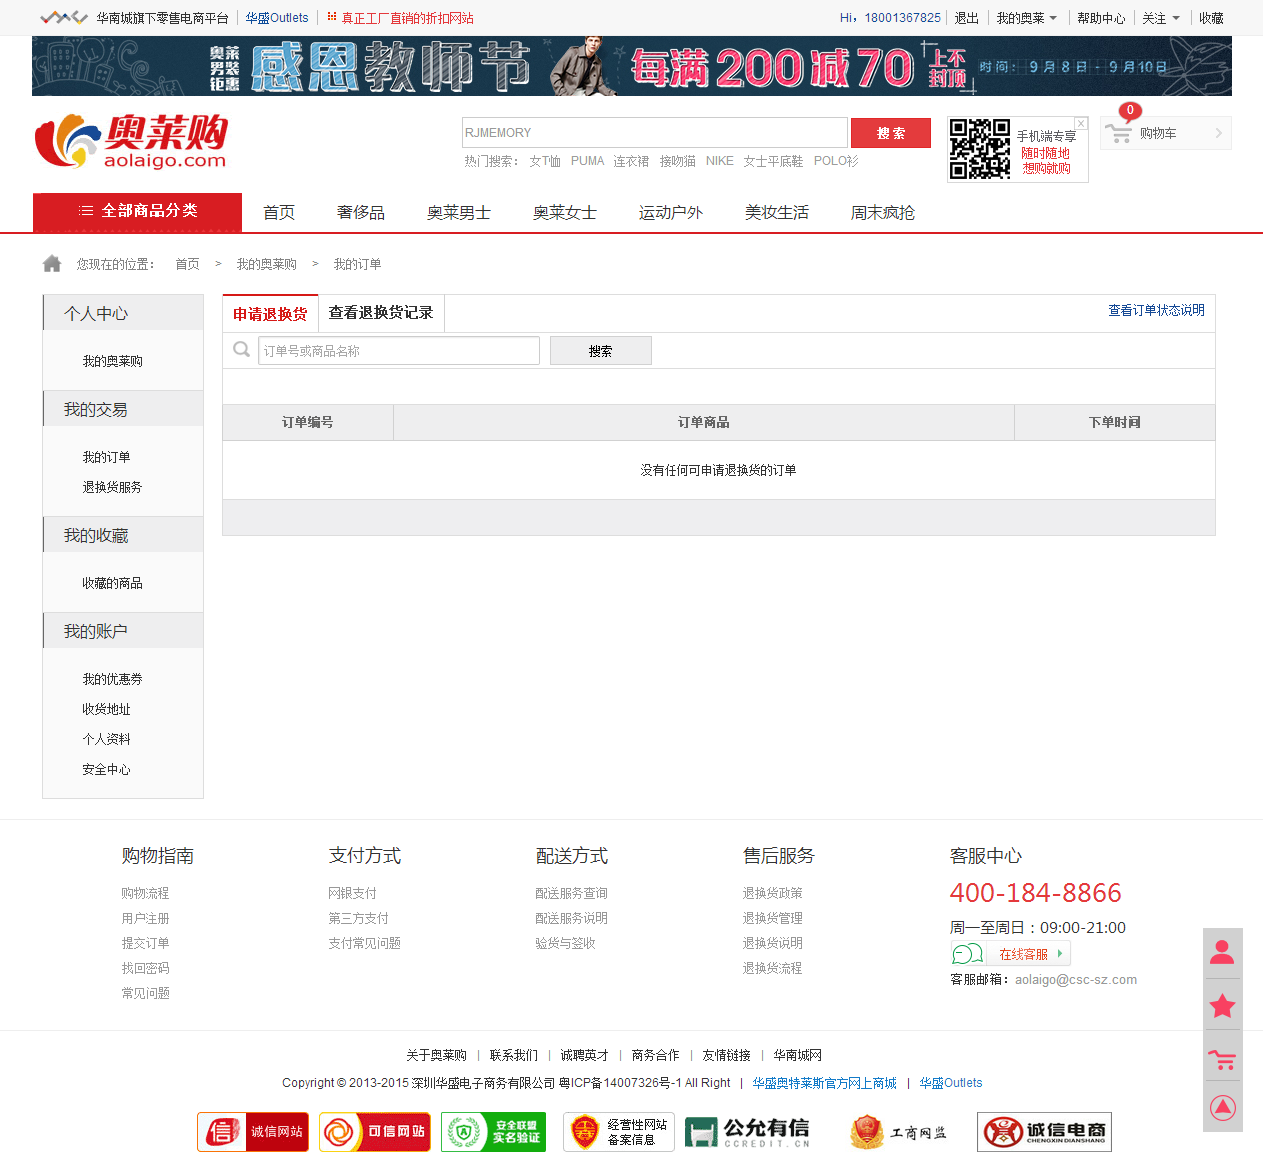 华南城旗下零售电商平台 华盛Outlets 真正工厂直销的折扣网站 Hi，18001367825 退出 我的奥莱 帮助中心 关注 收藏
奥莱男装钜惠 感恩教师节 每满200减70 上不封顶 时间：9月8日-9月10日
奥莱购
aolaigo.com
RJMEMORY 搜 索
热门搜索： 女T恤 PUMA 连衣裙 接吻猫 NIKE 女士平底鞋 POLO衫
手机端专享 X
随时随地
想购就购
0
购物车
全部商品分类 首页 奢侈品 奥莱男士 奥莱女士 运动户外 美妆生活 周末疯抢
您现在的位置： 首页 > 我的奥莱购 > 我的订单
个人中心
我的奥莱购
我的交易
我的订单
退换货服务
我的收藏
收藏的商品
我的账户
我的优惠券
收货地址
个人资料
安全中心
申请退换货 查看退换货记录 查看订单状态说明
订单号或商品名称 搜索
订单编号 订单商品 下单时间
没有任何可申请退换货的订单
购物指南
购物流程
用户注册
提交订单
找回密码
常见问题
支付方式
网银支付
第三方支付
支付常见问题
配送方式
配送服务查询
配送服务说明
验货与签收
售后服务
退换货政策
退换货管理
退换货说明
退换货流程
客服中心
400-184-8866
周一至周日：09:00-21:00
在线客服
客服邮箱：aolaigo@csc-sz.com
关于奥莱购 | 联系我们 | 诚聘英才 | 商务合作 | 友情链接 | 华南城网
Copyright © 2013-2015 深圳华盛电子商务有限公司 粤ICP备14007326号-1 All Right | 华盛奥特莱斯官方网上商城 | 华盛Outlets
信 诚信网站
可信网站
安全联盟
实名验证
经营性网站
备案信息
公允有信
CCREDIT.CN
工商网监
诚信电商
CHENGXIN DIANSHANG